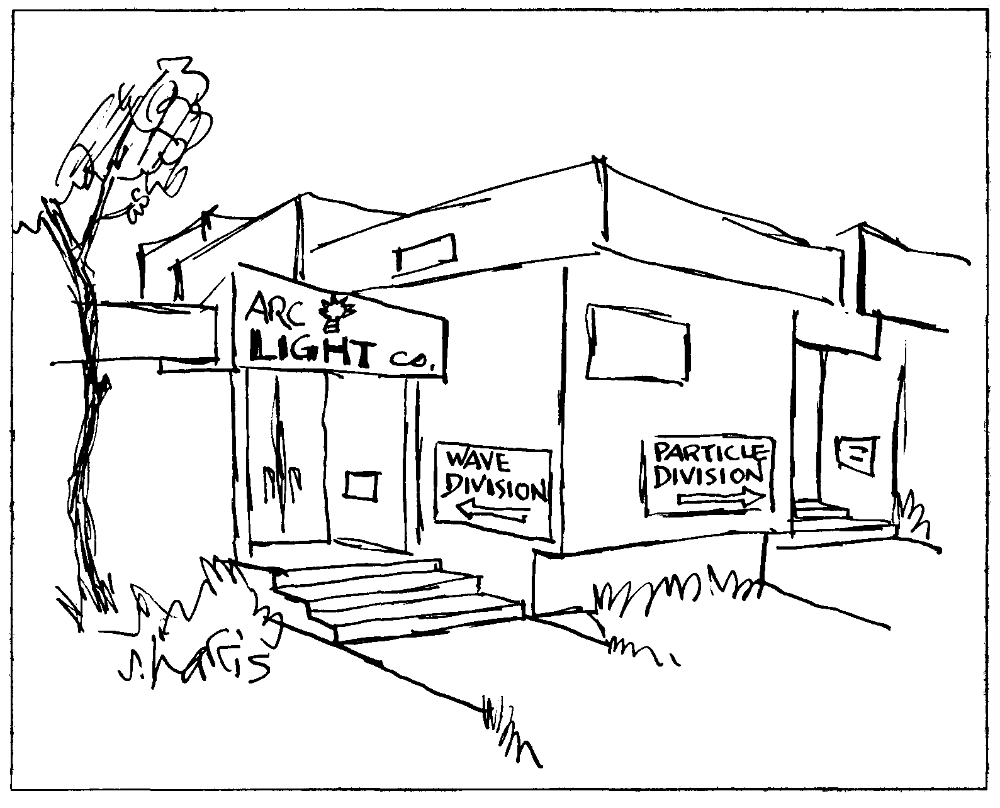 ARC
LIGHT CO.
WAVE
DIVISION
PARTICLE
DIVISION
S. harris